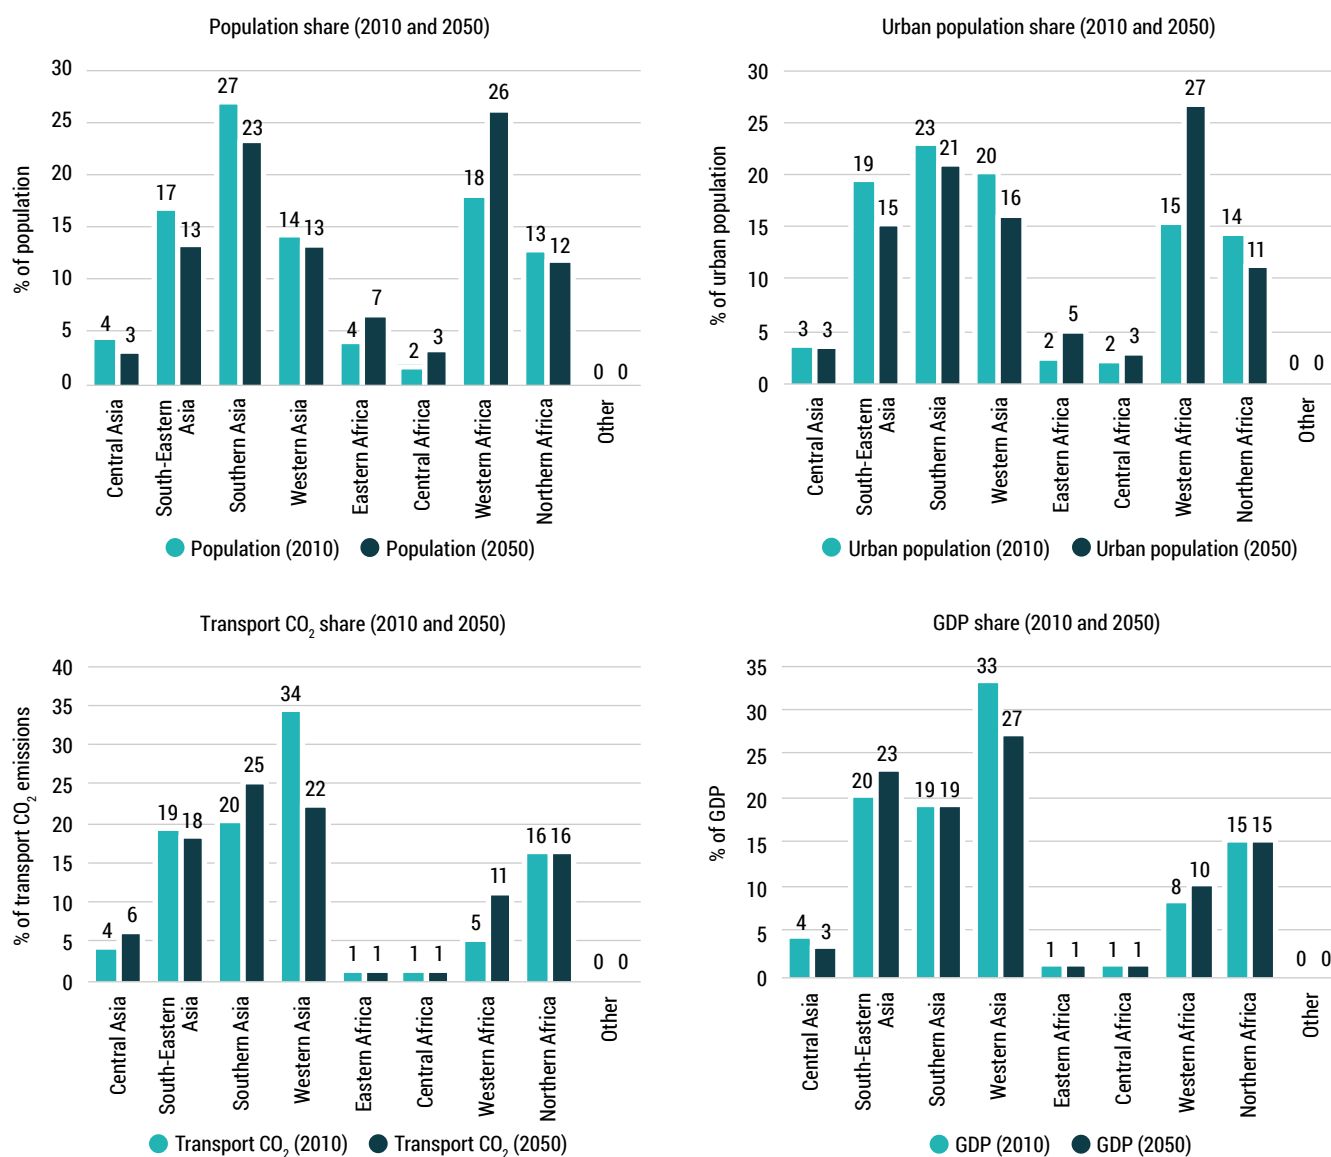 Population share (2010 and 2050)
% of population
30
25
20
15
10
5
0
4
3
17
13
27
23
14
13
4
7
2
3
18
26
13
12
0
0
Central Asia
South-Eastern
Asia
Southern Asia
Western Asia
Eastern Africa
Central Africa
Western Africa
Northern Africa
Other
Population (2010)
Population (2050)
Urban population share (2010 and 2050)
% of urban population
30
25
20
15
10
5
0
3
3
19
15
23
21
20
16
2
5
2
3
15
27
14
11
0
0
Central Asia
South-Eastern
Asia
Southern Asia
Western Asia
Eastern Africa
Central Africa
Western Africa
Northern Africa
Other
Urban population (2010)
Urban population (2050)
Transport CO₂ share (2010 and 2050)
% of transport CO₂ emissions
40
35
30
25
20
15
10
5
0
4
6
19
18
20
25
34
22
1
1
1
1
5
11
16
16
0
0
Central Asia
South-Eastern
Asia
Southern Asia
Western Asia
Eastern Africa
Central Africa
Western Africa
Northern Africa
Other
Transport CO₂ (2010)
Transport CO₂ (2050)
GDP share (2010 and 2050)
% of GDP
35
30
25
20
15
10
5
0
4
3
20
23
19
19
33
27
1
1
1
1
8
10
15
15
0
0
Central Asia
South-Eastern
Asia
Southern Asia
Western Asia
Eastern Africa
Central Africa
Western Africa
Northern Africa
Other
GDP (2010)
GDP (2050)